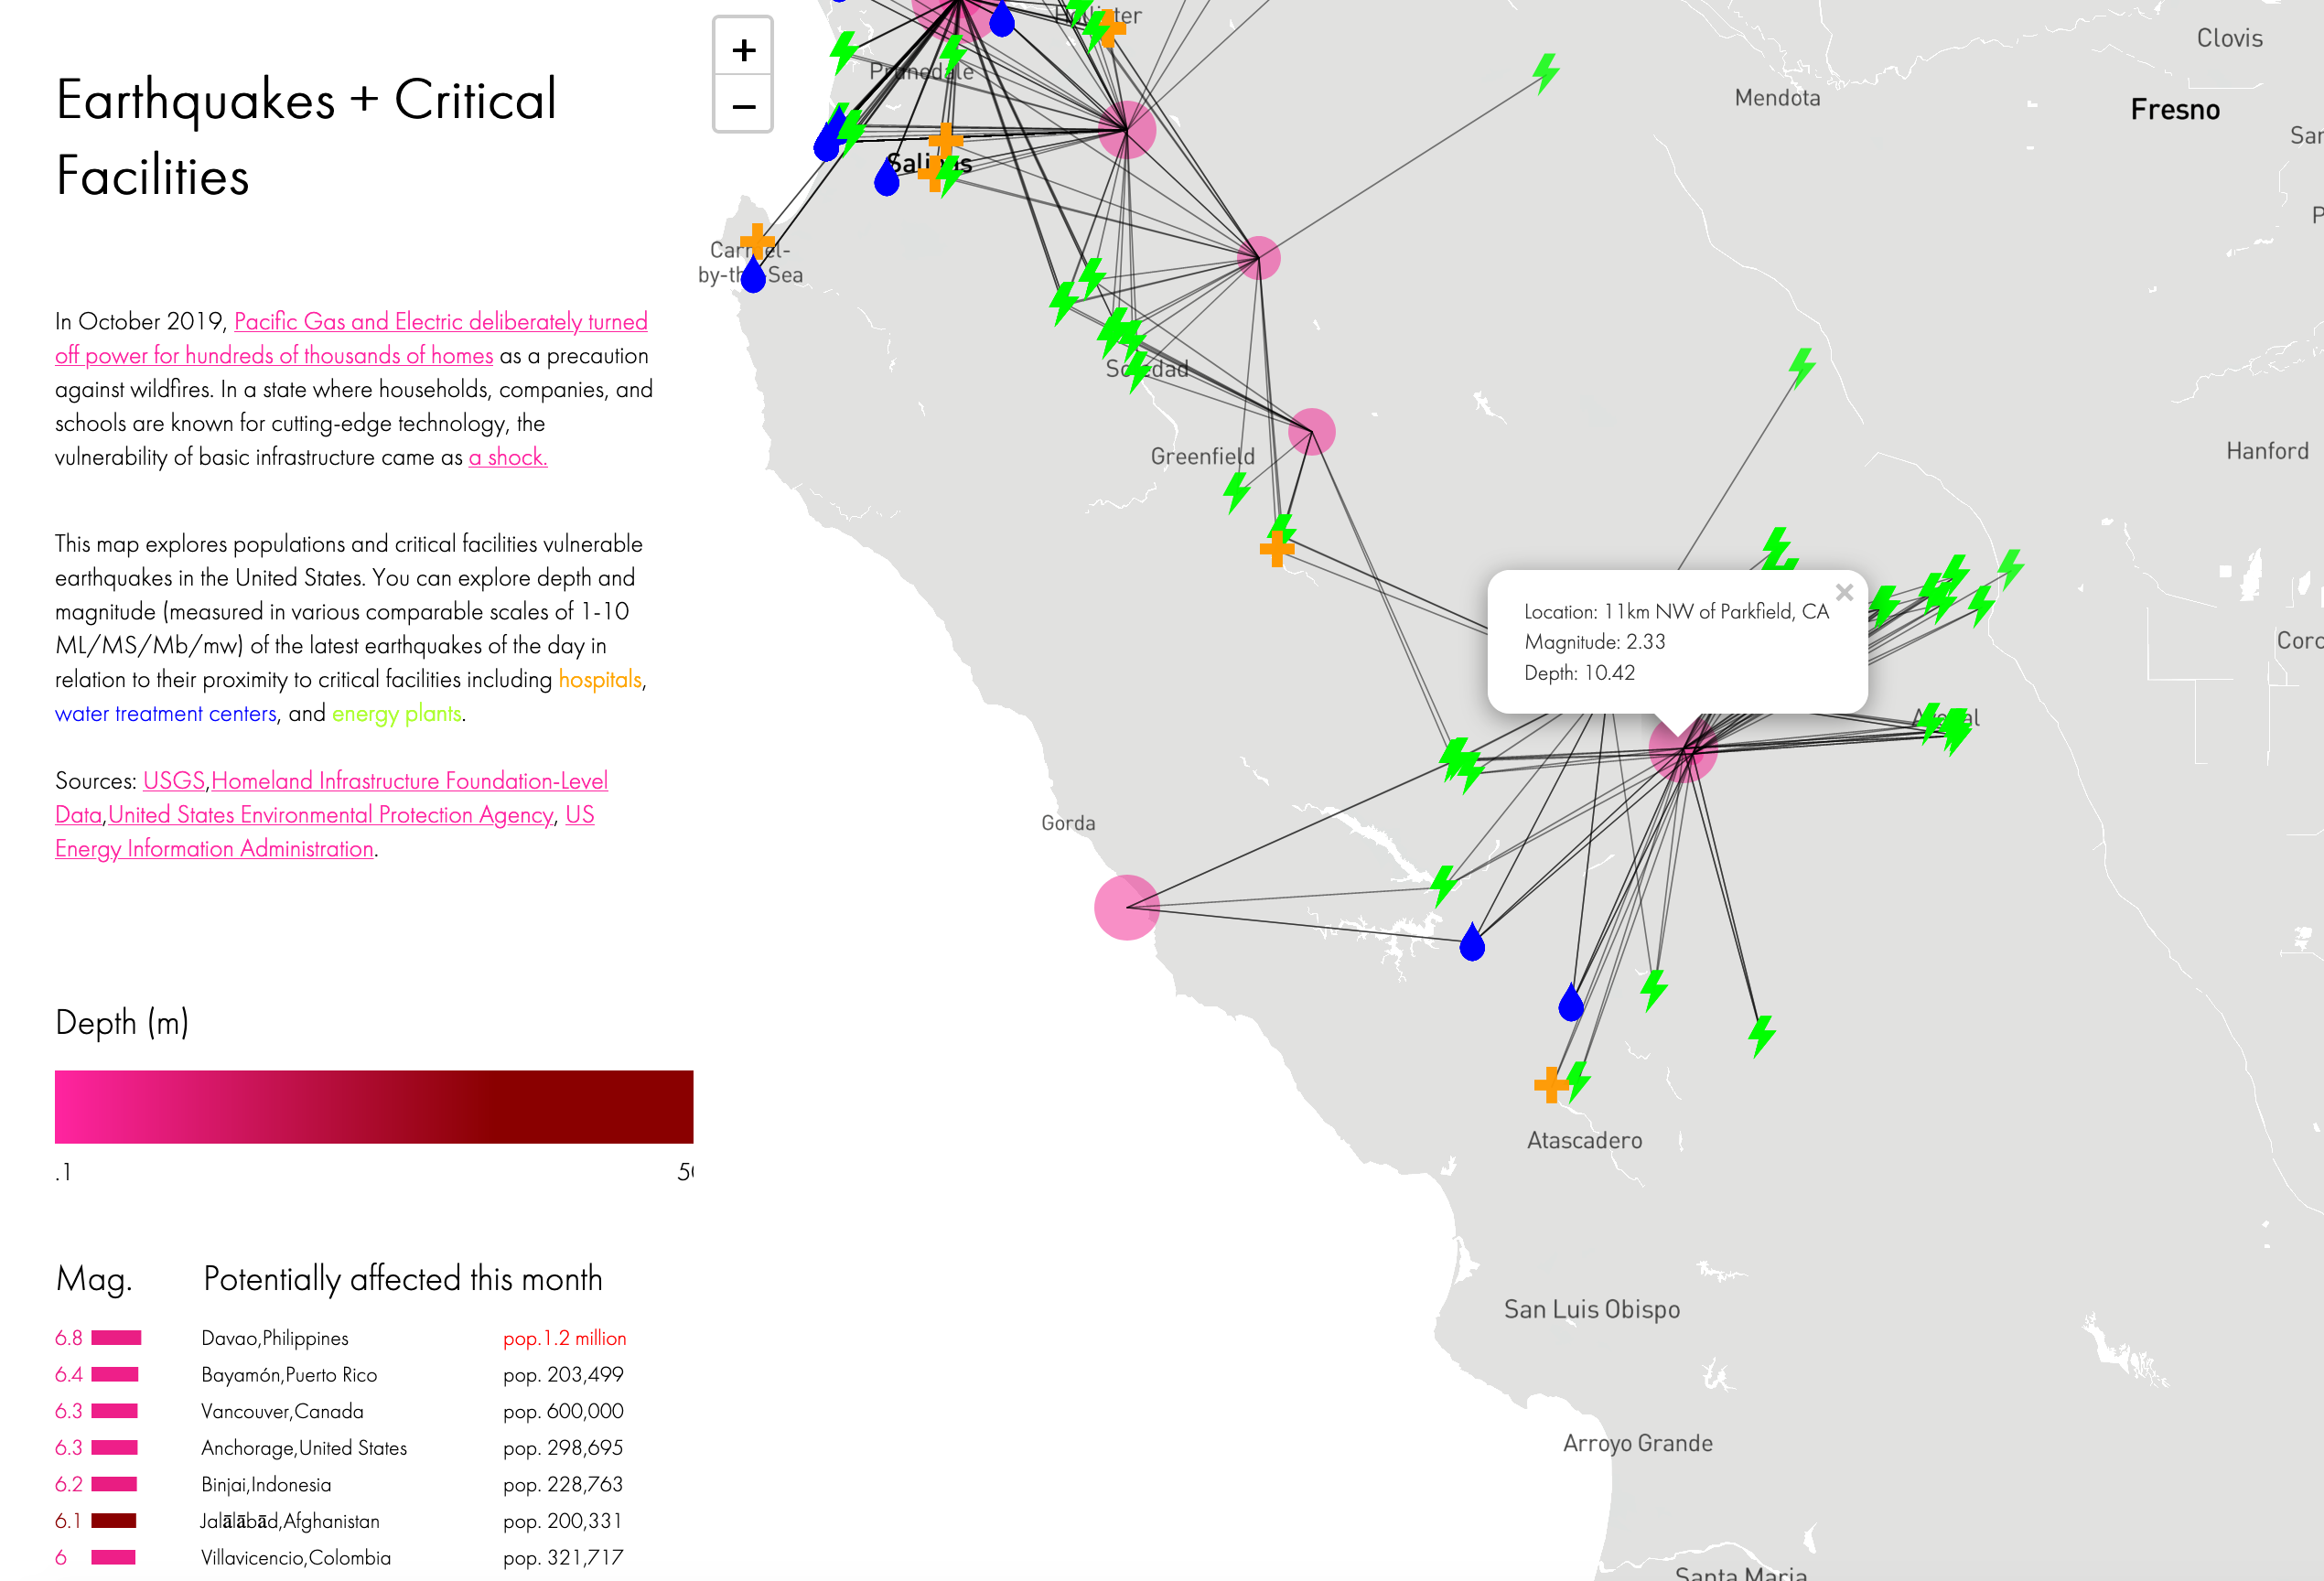 Earthquakes + Critical
Facilities
In October 2019, Pacific Gas and Electric deliberately turned
off power for hundreds of thousands of homes as a precaution
against wildfires. In a state where households, companies, and
schools are known for cutting-edge technology, the
vulnerability of basic infrastructure came as a shock.
This map explores populations and critical facilities vulnerable
earthquakes in the United States. You can explore depth and
magnitude (measured in various comparable scales of 1-10
ML/MS/Mb/mw) of the latest earthquakes of the day in
relation to their proximity to critical facilities including hospitals,
water treatment centers, and energy plants.
Sources: USGS,Homeland Infrastructure Foundation-Level
Data,United States Environmental Protection Agency, US
Energy Information Administration.
Depth (m)
.1
Mag. Potentially affected this month
6.8 Davao,Philippines pop.1.2 million
6.4 Bayamón,Puerto Rico pop. 203,499
6.3 Vancouver,Canada pop. 600,000
6.3 Anchorage,United States pop. 298,695
6.2 Binjai,Indonesia pop. 228,763
6.1 Jalālābād,Afghanistan pop. 200,331
6 Villavicencio,Colombia pop. 321,717
+
−
Hollister
Prunedale
Salinas
Carmel-
by-the-Sea
Soledad
Greenfield
Gorda
Clovis
Mendota
Fresno
Hanford
Location: 11km NW of Parkfield, CA
Magnitude: 2.33
Depth: 10.42
×
Avenal
Atascadero
San Luis Obispo
Arroyo Grande
Santa Maria